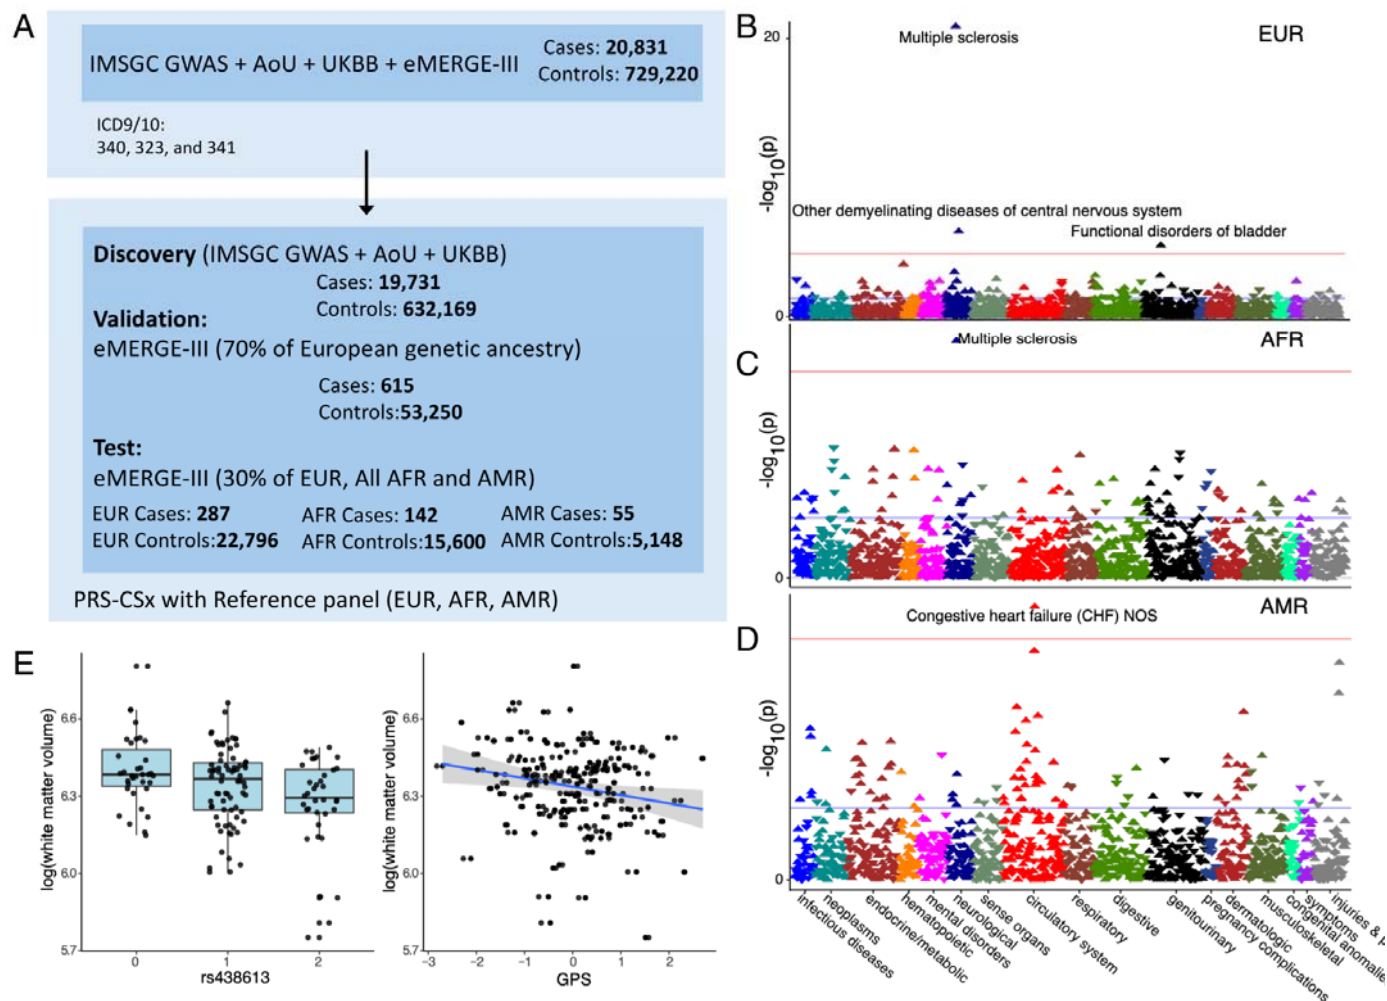 A
IMSGC GWAS + AoU + UKBB + eMERGE-III
Cases: 20,831
Controls: 729,220
ICD9/10:
340, 323, and 341
Discovery (IMSGC GWAS + AoU + UKBB)
Cases: 19,731
Controls: 632,169
Validation:
eMERGE-III (70% of European genetic ancestry)
Cases: 615
Controls:53,250
Test:
eMERGE-III (30% of EUR, All AFR and AMR)
EUR Cases: 287
EUR Controls:22,796
AFR Cases: 142
AFR Controls:15,600
AMR Cases: 55
AMR Controls:5,148
PRS-CSx with Reference panel (EUR, AFR, AMR)
B
EUR
20
-log10(p)
0
Multiple sclerosis
Other demyelinating diseases of central nervous system
Functional disorders of bladder
C
AFR
-log10(p)
0
Multiple sclerosis
D
AMR
-log10(p)
0
Congestive heart failure (CHF) NOS
infectious diseases
neoplasms
endocrine/metabolic
hematopoietic
mental disorders
neurological
sense organs
circulatory system
respiratory
digestive
genitourinary
pregnancy complications
dermatologic
musculoskeletal
congenital anomalies
symptoms
injuries & p
E
log(white matter volume)
6.6
6.3
6.0
5.7
0
1
2
rs438613
log(white matter volume)
6.6
6.3
6.0
5.7
-3
-2
-1
0
1
2
GPS